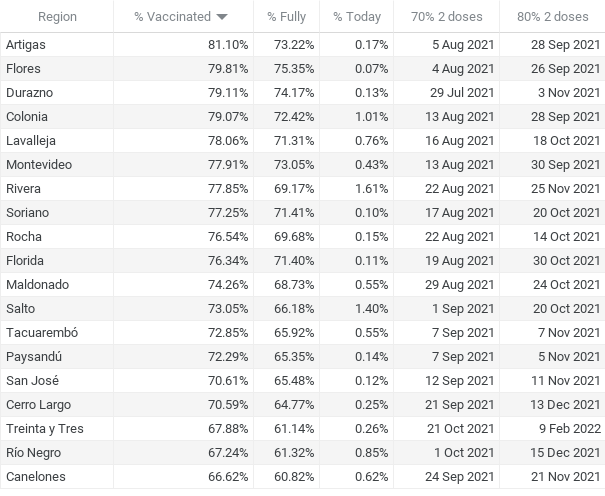 Region % Vaccinated % Fully % Today 70% 2 doses 80% 2 doses
Artigas 81.10% 73.22% 0.17% 5 Aug 2021 28 Sep 2021
Flores 79.81% 75.35% 0.07% 4 Aug 2021 26 Sep 2021
Durazno 79.11% 74.17% 0.13% 29 Jul 2021 3 Nov 2021
Colonia 79.07% 72.42% 1.01% 13 Aug 2021 28 Sep 2021
Lavalleja 78.06% 71.31% 0.76% 16 Aug 2021 18 Oct 2021
Montevideo 77.91% 73.05% 0.43% 13 Aug 2021 30 Sep 2021
Rivera 77.85% 69.17% 1.61% 22 Aug 2021 25 Nov 2021
Soriano 77.25% 71.41% 0.10% 17 Aug 2021 20 Oct 2021
Rocha 76.54% 69.68% 0.15% 22 Aug 2021 14 Oct 2021
Florida 76.34% 71.40% 0.11% 19 Aug 2021 30 Oct 2021
Maldonado 74.26% 68.73% 0.55% 29 Aug 2021 24 Oct 2021
Salto 73.05% 66.18% 1.40% 1 Sep 2021 20 Oct 2021
Tacuarembó 72.85% 65.92% 0.55% 7 Sep 2021 7 Nov 2021
Paysandú 72.29% 65.35% 0.14% 7 Sep 2021 5 Nov 2021
San José 70.61% 65.48% 0.12% 12 Sep 2021 11 Nov 2021
Cerro Largo 70.59% 64.77% 0.25% 21 Sep 2021 13 Dec 2021
Treinta y Tres 67.88% 61.14% 0.26% 21 Oct 2021 9 Feb 2022
Río Negro 67.24% 61.32% 0.85% 1 Oct 2021 15 Dec 2021
Canelones 66.62% 60.82% 0.62% 24 Sep 2021 21 Nov 2021